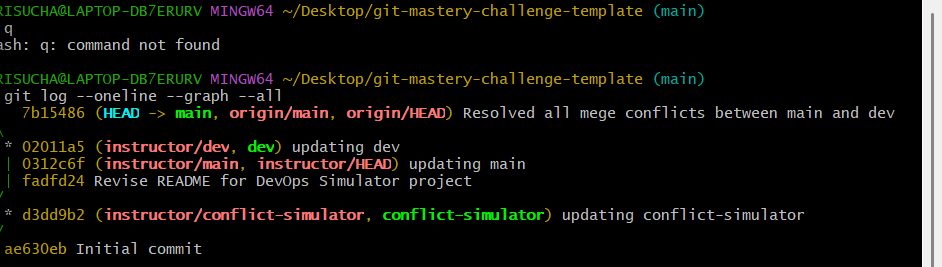 RISUCHA@LAPTOP-DB7ERURV MINGW64 ~/Desktop/git-mastery-challenge-template (main)
q
ash: q: command not found
RISUCHA@LAPTOP-DB7ERURV MINGW64 ~/Desktop/git-mastery-challenge-template (main)
git log --oneline --graph --all
7b15486 (HEAD -> main, origin/main, origin/HEAD) Resolved all mege conflicts between main and dev
\
* 02011a5 (instructor/dev, dev) updating dev
| 0312c6f (instructor/main, instructor/HEAD) updating main
| fadfd24 Revise README for DevOps Simulator project
/
* d3dd9b2 (instructor/conflict-simulator, conflict-simulator) updating conflict-simulator
/
ae630eb Initial commit